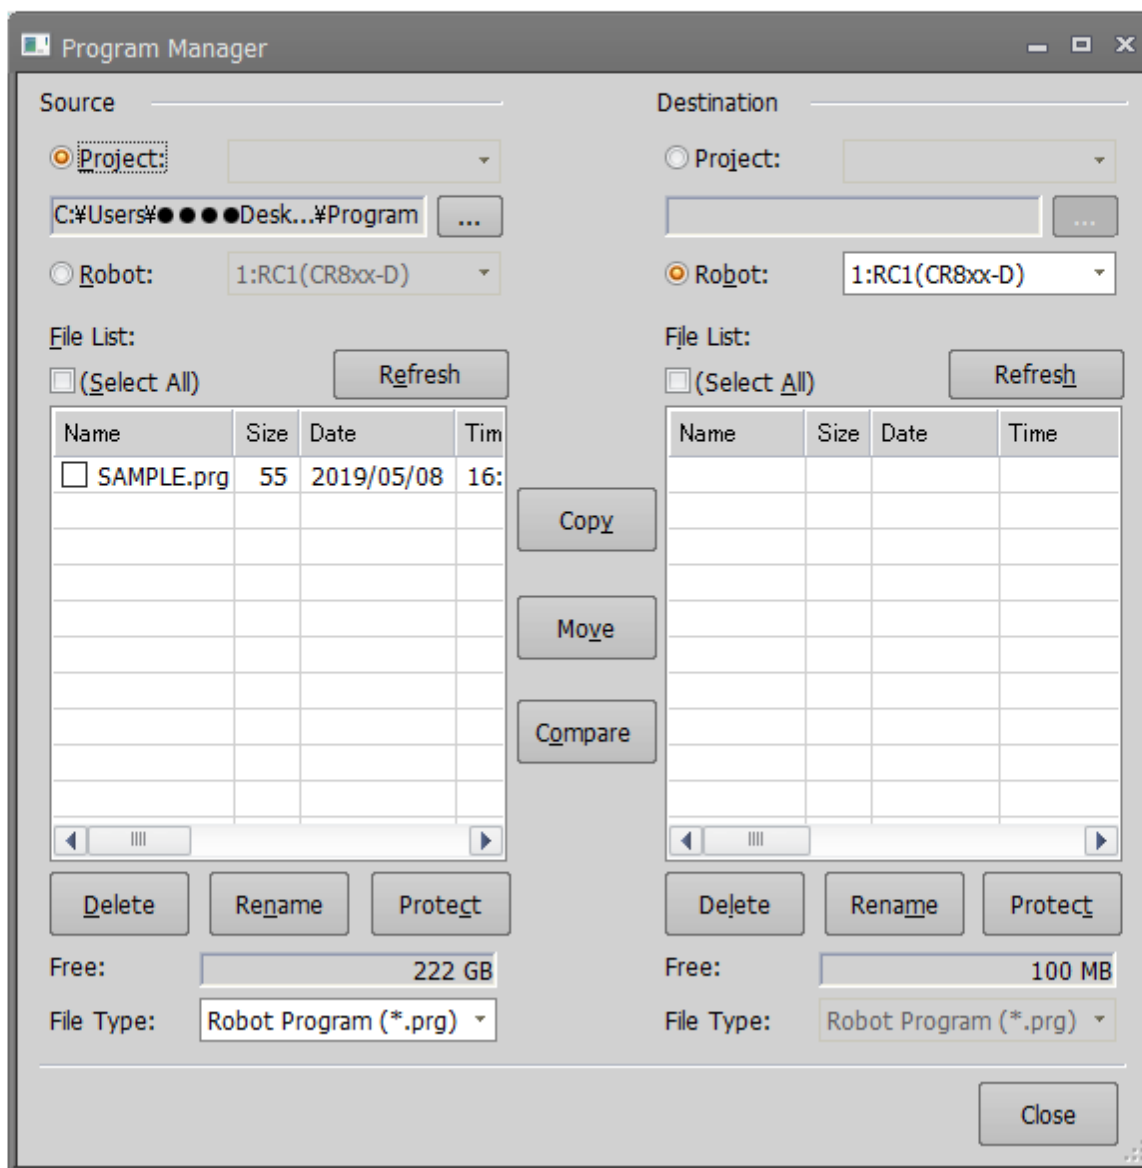 Program Manager
Source
Project:
C:¥Users¥●●●●Desk...¥Program
...
Robot:
1:RC1(CR8xx-D)
File List:
(Select All)
Refresh
Name Size Date Tim
SAMPLE.prg 55 2019/05/08 16:
Delete Rename Protect
Free: 222 GB
File Type: Robot Program (*.prg)
Copy
Move
Compare
Destination
Project:
...
Robot:
1:RC1(CR8xx-D)
File List:
(Select All)
Refresh
Name Size Date Time
Delete Rename Protect
Free: 100 MB
File Type: Robot Program (*.prg)
Close